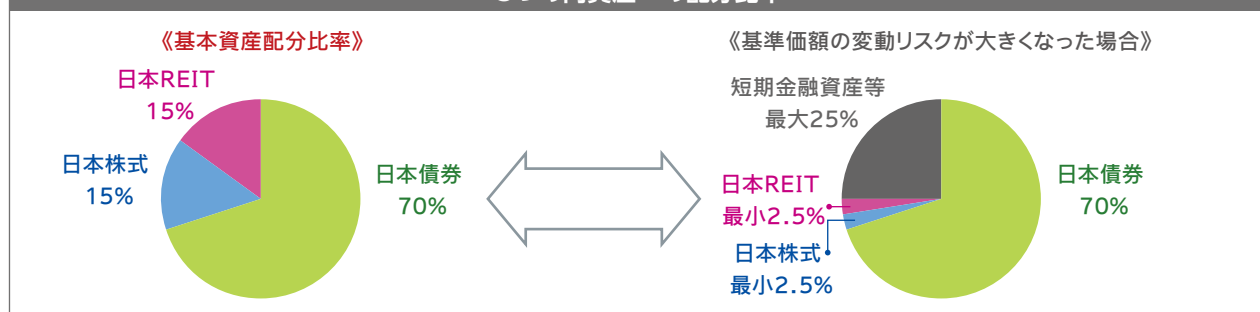 《基本資産配分比率》
日本REIT
15%
日本株式
15%
日本債券
70%
《基準価額の変動リスクが大きくなった場合》
短期金融資産等
最大25%
日本REIT
最小2.5%
日本株式
最小2.5%
日本債券
70%